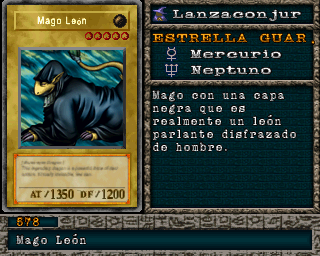 Mago León
AT/1350 DF/1200
Lanzaconjur
ESTRELLA GUAR.
Mercurio
Neptuno
Mago con una capa
negra que es
realmente un león
parlante disfrazado
de hombre.
578
Mago León